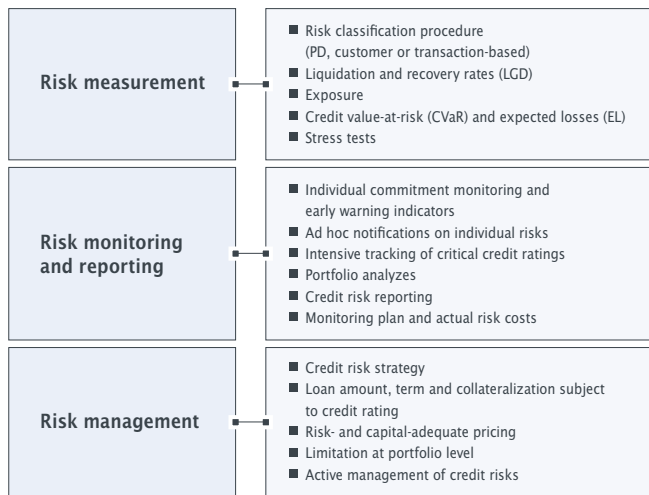 Risk measurement
■ Risk classification procedure
(PD, customer or transaction-based)
■ Liquidation and recovery rates (LGD)
■ Exposure
■ Credit value-at-risk (CVaR) and expected losses (EL)
■ Stress tests
Risk monitoring
and reporting
■ Individual commitment monitoring and
early warning indicators
■ Ad hoc notifications on individual risks
■ Intensive tracking of critical credit ratings
■ Portfolio analyzes
■ Credit risk reporting
■ Monitoring plan and actual risk costs
Risk management
■ Credit risk strategy
■ Loan amount, term and collateralization subject
to credit rating
■ Risk- and capital-adequate pricing
■ Limitation at portfolio level
■ Active management of credit risks